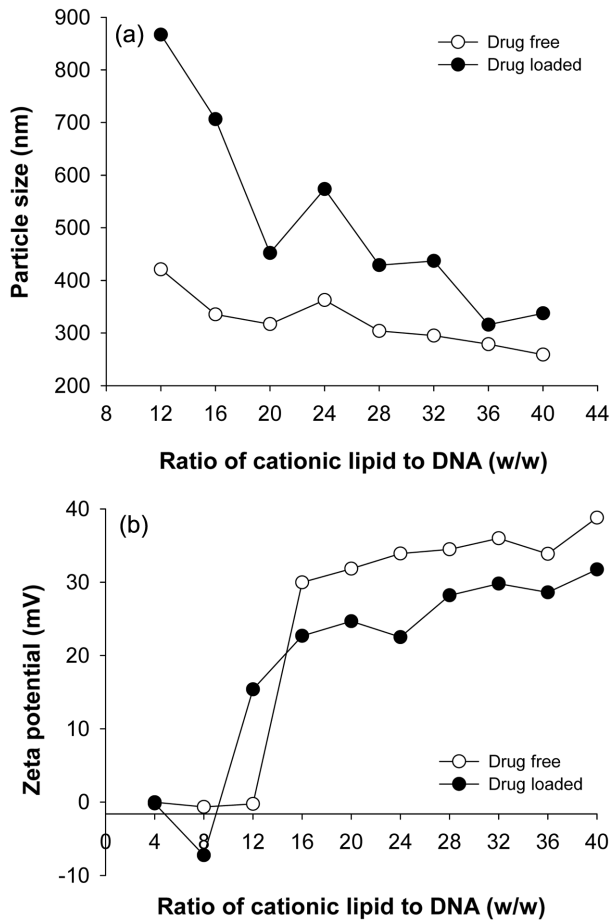 900
(a)
Drug free
Drug loaded
800
700
600
500
400
300
200
Particle size (nm)
8 12 16 20 24 28 32 36 40 44
Ratio of cationic lipid to DNA (w/w)
40
(b)
30
20
10
0
-10
Zeta potential (mV)
Drug free
Drug loaded
0 4 8 12 16 20 24 28 32 36 40
Ratio of cationic lipid to DNA (w/w)